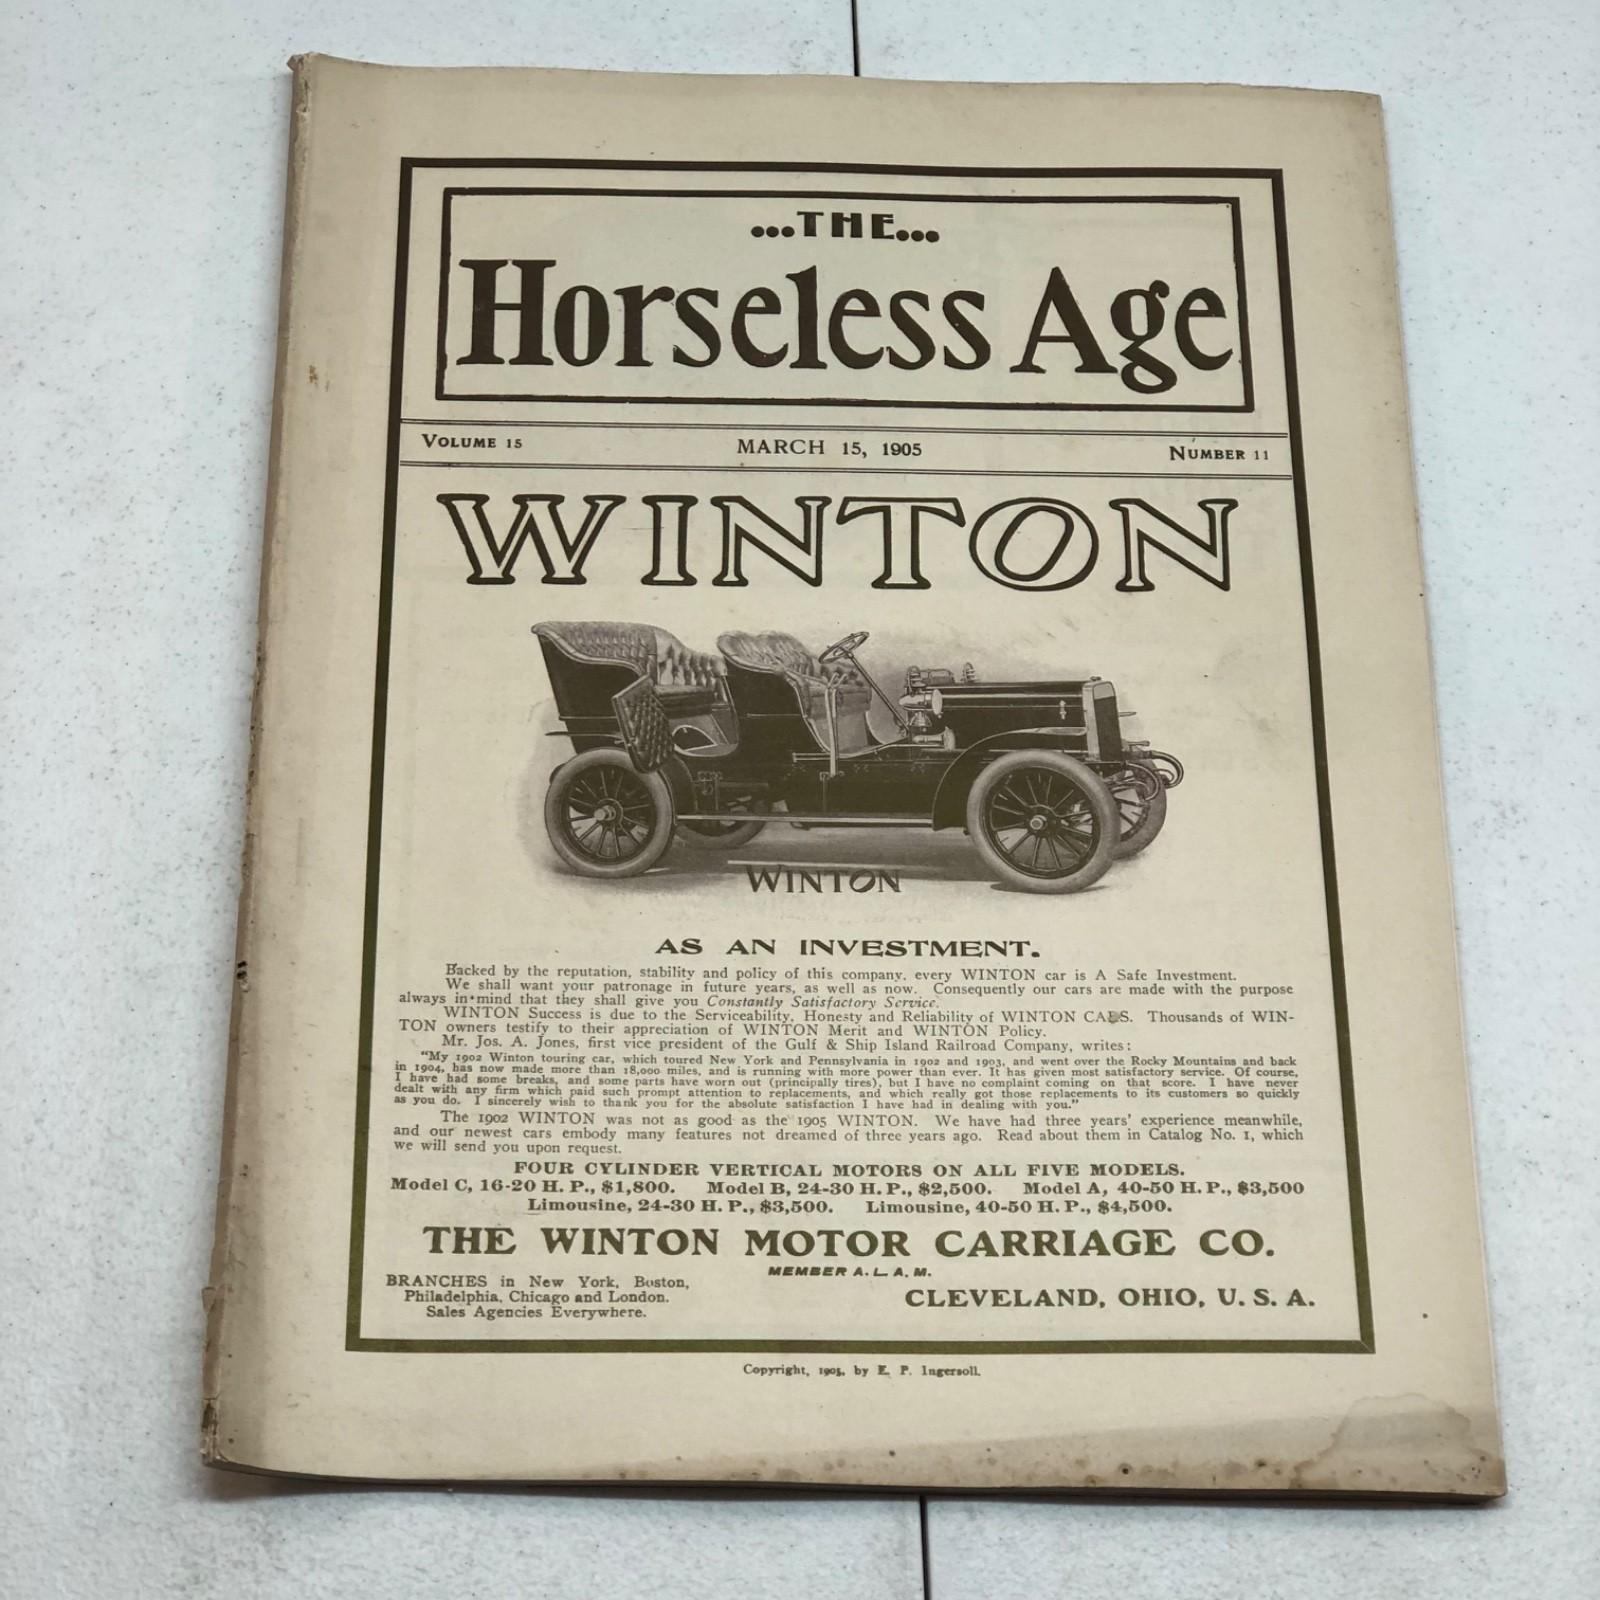 ...THE...
Horseless Age
VOLUME 15 MARCH 15, 1905 NUMBER 11
WINTON
WINTON
AS AN INVESTMENT.
Backed by the reputation, stability and policy of this company, every WINTON car is A Safe Investment.
We shall want your patronage in future years, as well as now. Consequently our cars are made with the purpose
always in mind that they shall give you Constantly Satisfactory Service.
WINTON Success is due to the Serviceability, Honesty and Reliability of WINTON CARS. Thousands of WIN-
TON owners testify to their appreciation of WINTON Merit and WINTON Policy.
Mr. Jos. A. Jones, first vice president of the Gulf & Ship Island Railroad Company, writes:
"My 1902 Winton touring car, which toured New York and Pennsylvania in 1902 and 1903, and went over the Rocky Mountains and back
in 1904, has now made more than 18,000 miles, and is running with more power than ever. It has given most satisfactory service. Of course,
I have had some breaks, and some parts have worn out (principally tires), but I have no complaint coming on that score. I have never
dealt with any firm which paid such prompt attention to replacements, and which really got those replacements to its customers so quickly
as you do. I sincerely wish to thank you for the absolute satisfaction I have had in dealing with you."
The 1902 WINTON was not as good as the 1905 WINTON. We have had three years' experience meanwhile,
and our newest cars embody many features not dreamed of three years ago. Read about them in Catalog No. 1, which
we will send you upon request.
FOUR CYLINDER VERTICAL MOTORS ON ALL FIVE MODELS.
Model C, 16-20 H. P., $1,800. Model B, 24-30 H. P., $2,500. Model A, 40-50 H. P., $3,500
Limousine, 24-30 H. P., $3,500. Limousine, 40-50 H. P., $4,500.
THE WINTON MOTOR CARRIAGE CO.
MEMBER A. L. A. M.
BRANCHES in New York, Boston,
Philadelphia, Chicago and London.
Sales Agencies Everywhere.
CLEVELAND, OHIO, U. S. A.
Copyright, 1905, by E. P. Ingersoll.